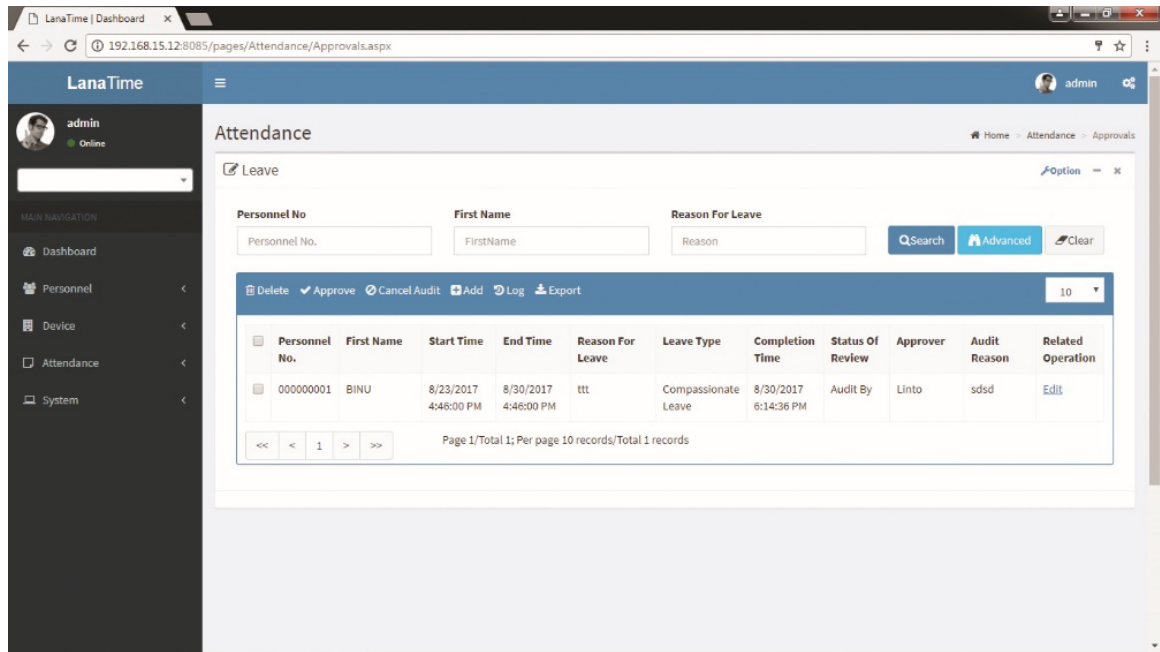 LanaTime | Dashboard
192.168.15.12:8085/pages/Attendance/Approvals.aspx
LanaTime
admin
admin
Online
Attendance
Home > Attendance > Approvals
Leave
Option
MAIN NAVIGATION
Dashboard
Personnel
Device
Attendance
System
Personnel No First Name Reason For Leave
Personnel No. FirstName Reason Search Advanced Clear
Delete Approve Cancel Audit Add Log Export 10
Personnel No. First Name Start Time End Time Reason For Leave Leave Type Completion Time Status Of Review Approver Audit Reason Related Operation
000000001 BINU 8/23/2017 4:46:00 PM 8/30/2017 4:46:00 PM ttt Compassionate Leave 8/30/2017 6:14:36 PM Audit By Linto sdsd Edit
<< < 1 > >> Page 1/Total 1; Per page 10 records/Total 1 records